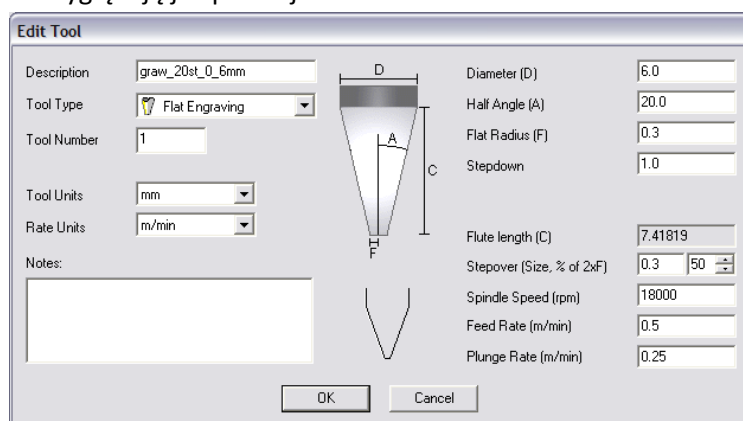 Edit Tool
Description graw_20st_0_6mm
Tool Type Flat Engraving
Tool Number 1
Tool Units mm
Rate Units m/min
Notes:
D
A
C
F
Diameter (D) 6.0
Half Angle (A) 20.0
Flat Radius (F) 0.3
Stepdown 1.0
Flute length (C) 7.41819
Stepover (Size, % of 2xF) 0.3 50
Spindle Speed (rpm) 18000
Feed Rate (m/min) 0.5
Plunge Rate (m/min) 0.25
OK Cancel